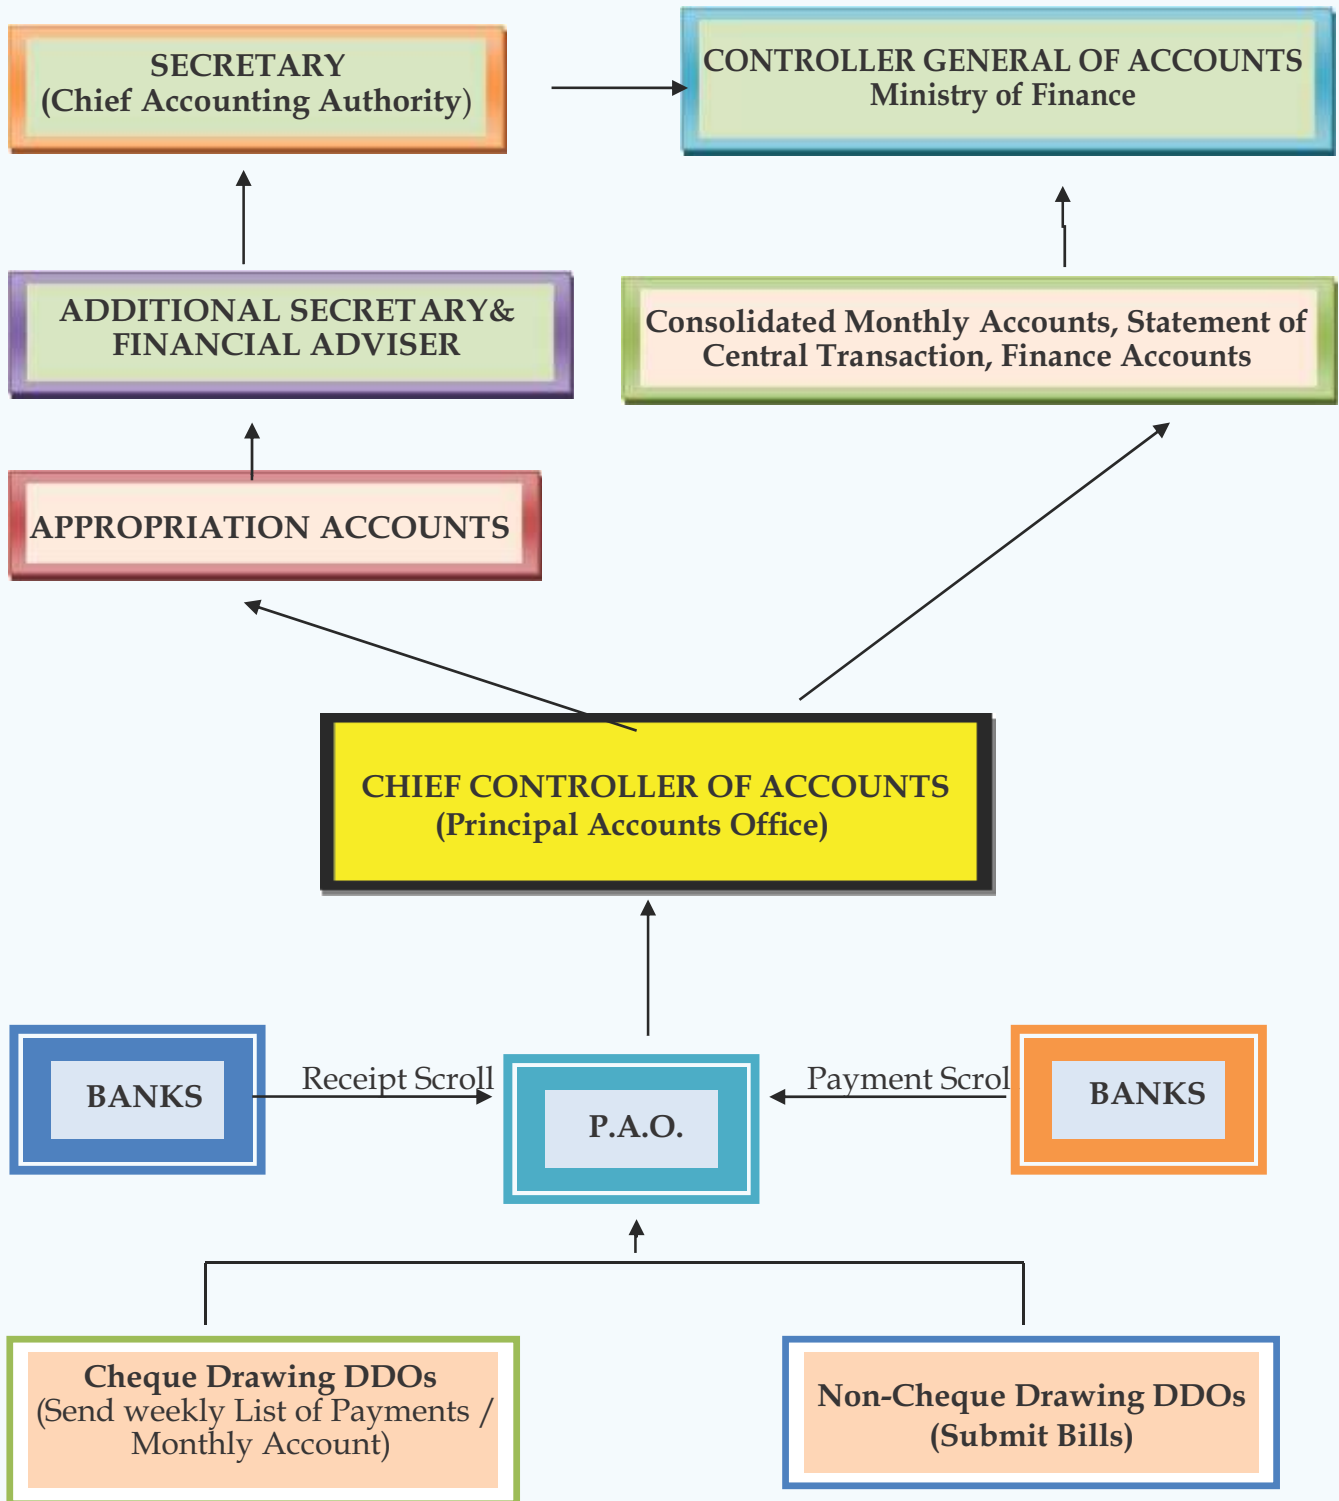 SECRETARY
(Chief Accounting Authority)
CONTROLLER GENERAL OF ACCOUNTS
Ministry of Finance
ADDITIONAL SECRETARY&
FINANCIAL ADVISER
Consolidated Monthly Accounts, Statement of
Central Transaction, Finance Accounts
APPROPRIATION ACCOUNTS
CHIEF CONTROLLER OF ACCOUNTS
(Principal Accounts Office)
BANKS
Receipt Scroll
P.A.O.
Payment Scrol
BANKS
Cheque Drawing DDOs
(Send weekly List of Payments /
Monthly Account)
Non-Cheque Drawing DDOs
(Submit Bills)